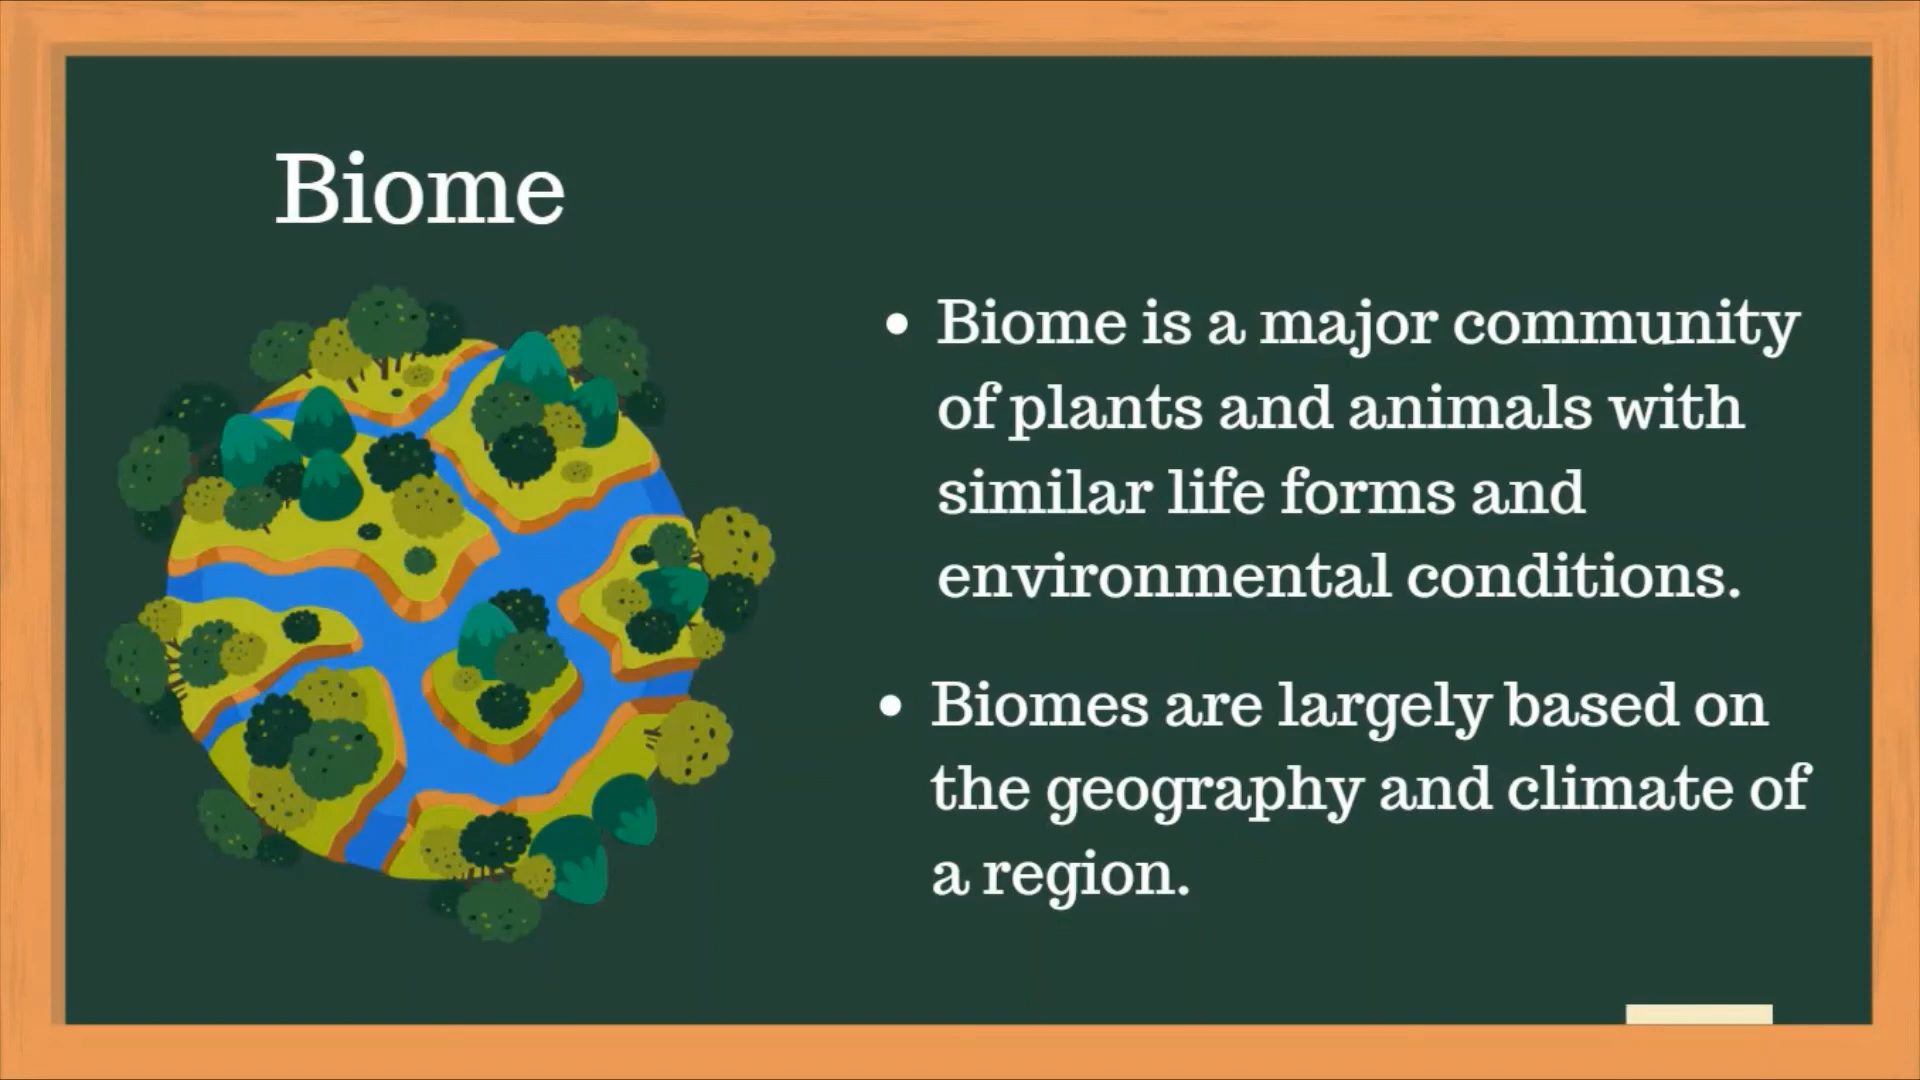 Biome
• Biome is a major community
of plants and animals with
similar life forms and
environmental conditions.
• Biomes are largely based on
the geography and climate of
a region.